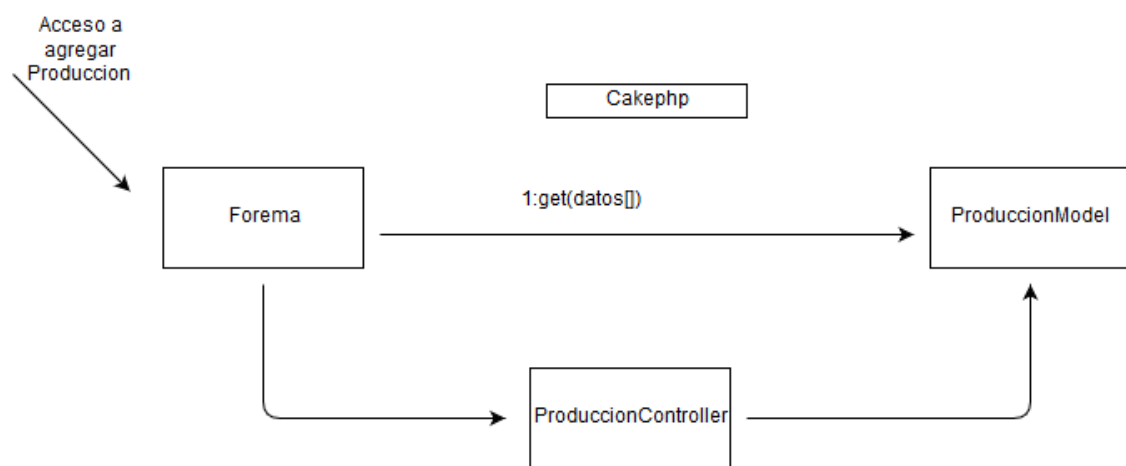 Acceso a
agregar
Produccion
Cakephp
1:get(datos[])
Forema
ProduccionModel
ProduccionController